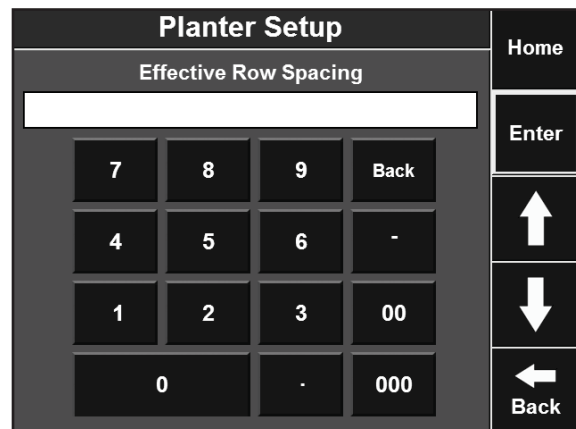 Planter Setup
Home
Effective Row Spacing
Enter
7 8 9 Back
4 5 6 -
1 2 3 00
0 . 000
Back